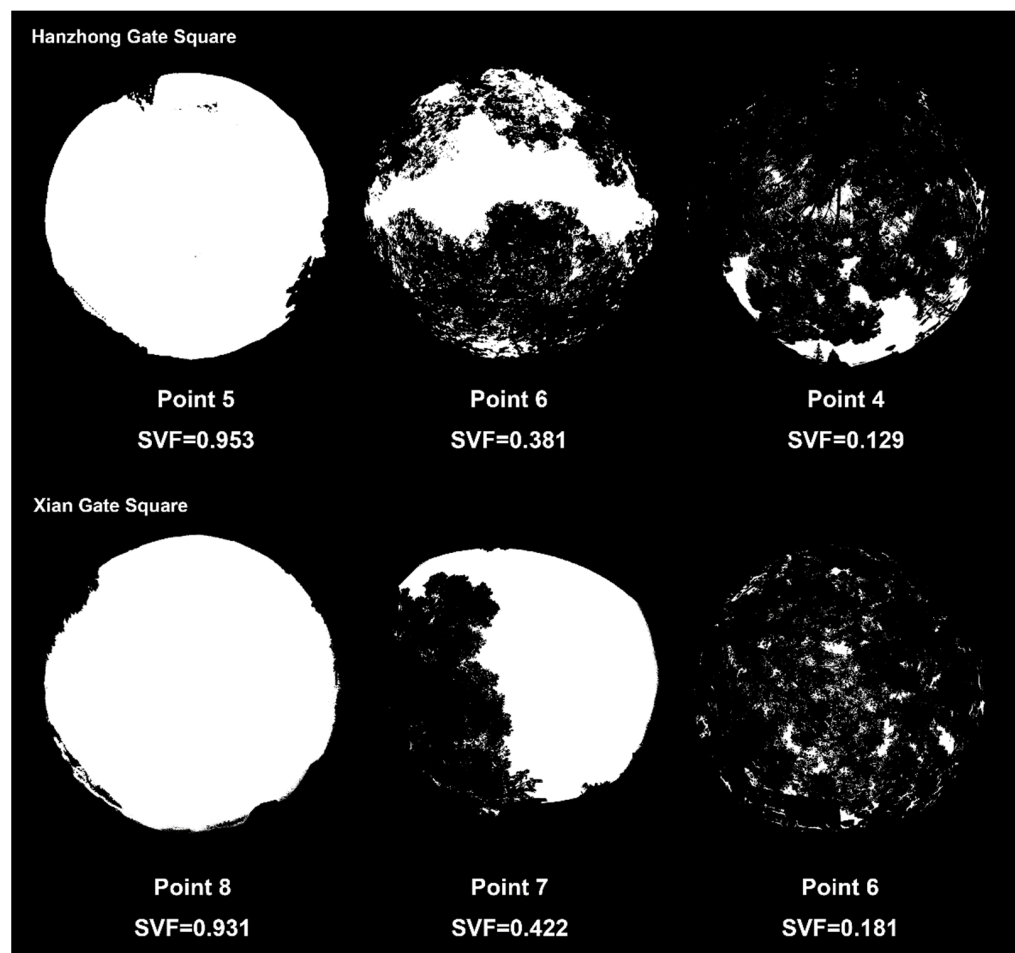 Hanzhong Gate Square
Point 5
Point 6
Point 4
SVF=0.953
SVF=0.381
SVF=0.129
Xian Gate Square
Point 8
Point 7
Point 6
SVF=0.931
SVF=0.422
SVF=0.181